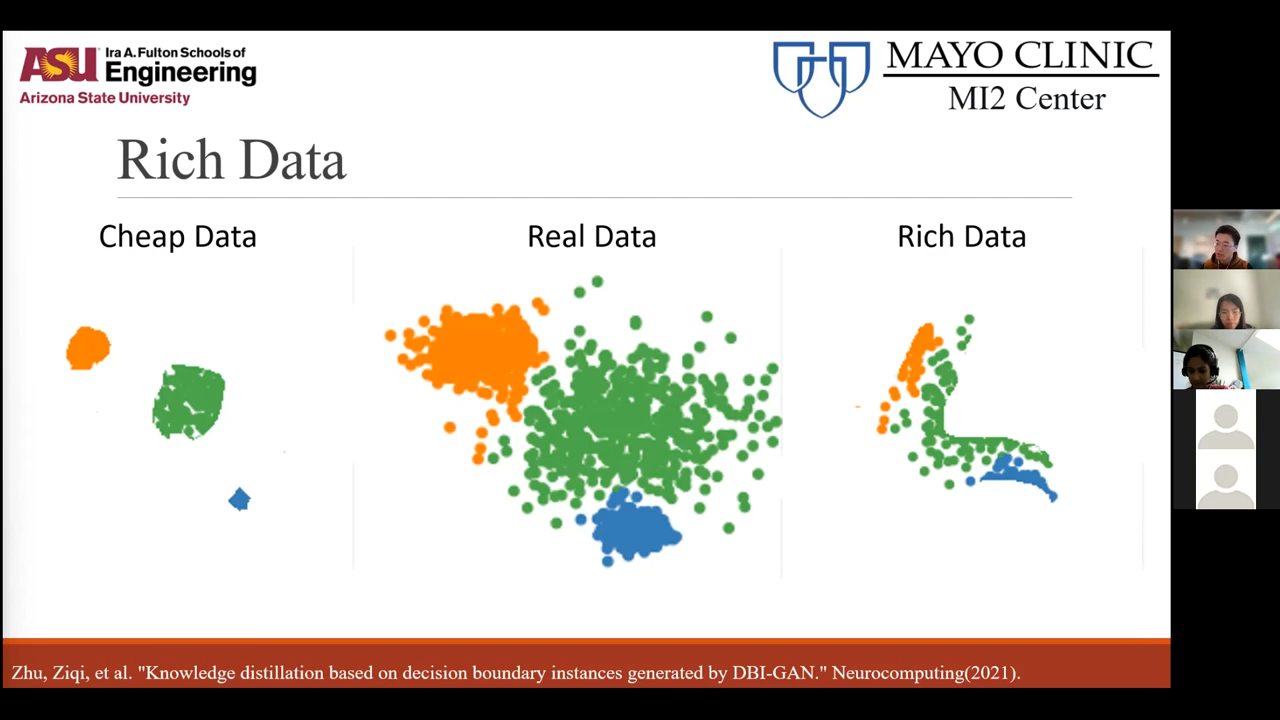 ASU Ira A. Fulton Schools of
Engineering
Arizona State University
MAYO CLINIC
MI2 Center
Rich Data
Cheap Data
Real Data
Rich Data
Zhu, Ziqi, et al. "Knowledge distillation based on decision boundary instances generated by DBI-GAN." Neurocomputing(2021).